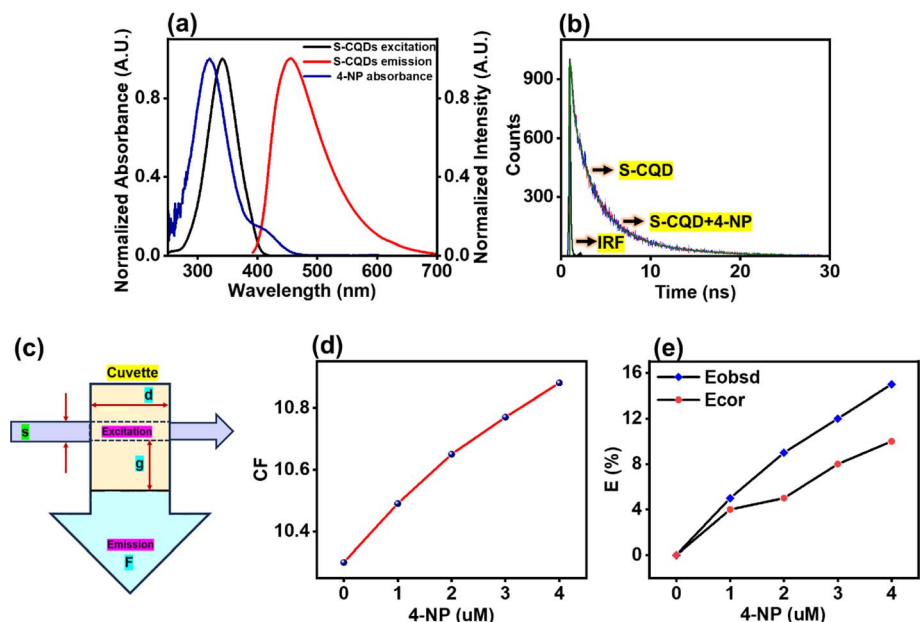 (a)
S-CQDs excitation
S-CQDs emission
4-NP absorbance
Normalized Absorbance (A.U.)
0.8
0.4
0.0
Normalized Intensity (A.U.)
0.8
0.4
0.0
300 400 500 600 700
Wavelength (nm)
(b)
Counts
900
600
300
S-CQD
S-CQD+4-NP
IRF
0 10 20 30
Time (ns)
(c)
Cuvette
d
s
Excitation
g
Emission
F
(d)
CF
10.8
10.6
10.4
0 1 2 3 4
4-NP (uM)
(e)
Eobsd
Ecor
E (%)
16
12
8
4
0
0 1 2 3 4
4-NP (uM)